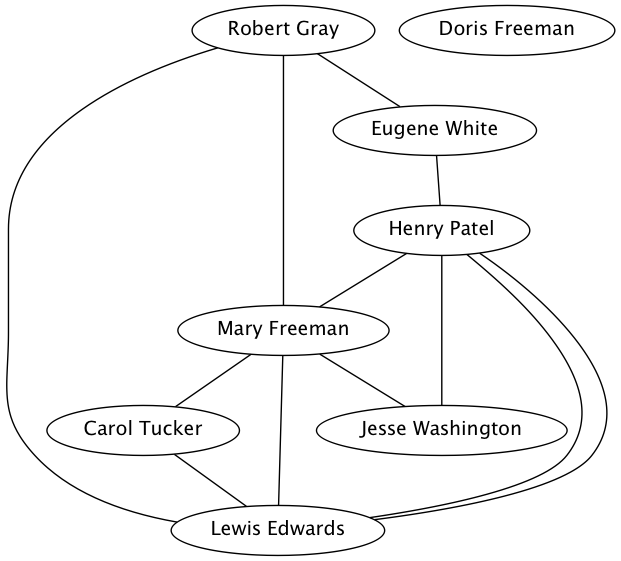 Robert Gray
Doris Freeman
Eugene White
Henry Patel
Mary Freeman
Carol Tucker
Jesse Washington
Lewis Edwards